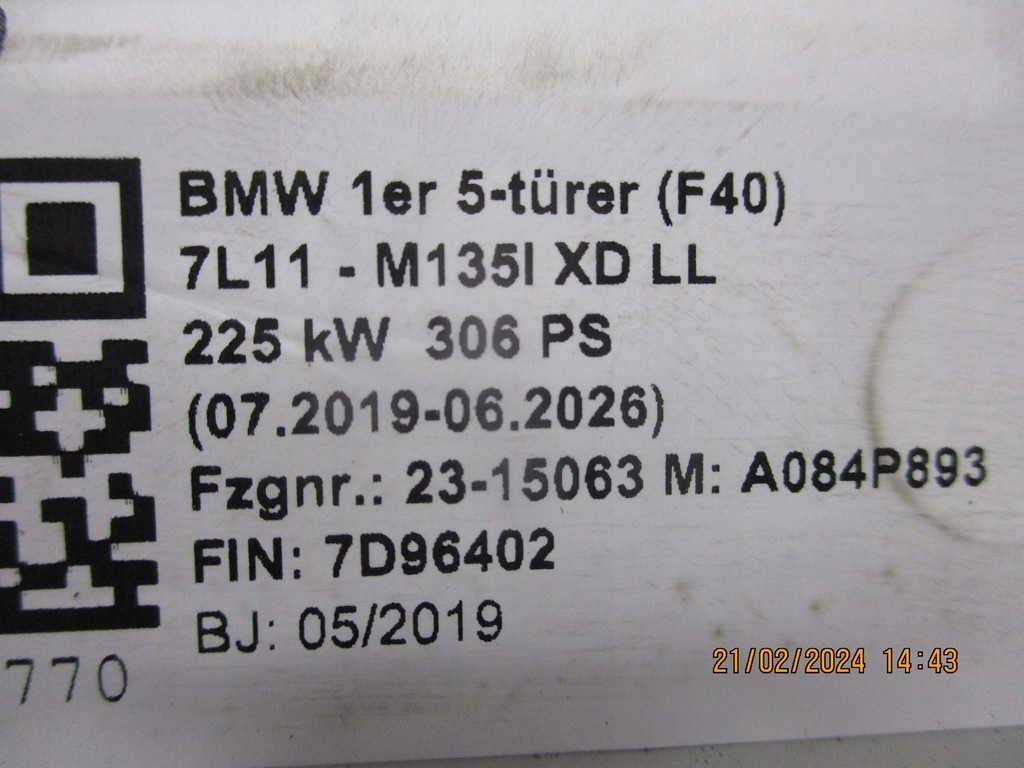 BMW 1er 5-türer (F40)
7L11 - M135I XD LL
225 kW 306 PS
(07.2019-06.2026)
Fzgnr.: 23-15063 M: A084P893
FIN: 7D96402
BJ: 05/2019
770
21/02/2024 14:43